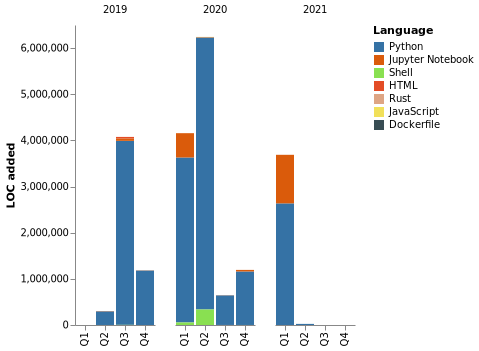 2019 2020 2021
Language
Python
Jupyter Notebook
Shell
HTML
Rust
JavaScript
Dockerfile
LOC added
6,000,000
5,000,000
4,000,000
3,000,000
2,000,000
1,000,000
0
Q1 Q2 Q3 Q4 Q1 Q2 Q3 Q4 Q1 Q2 Q3 Q4